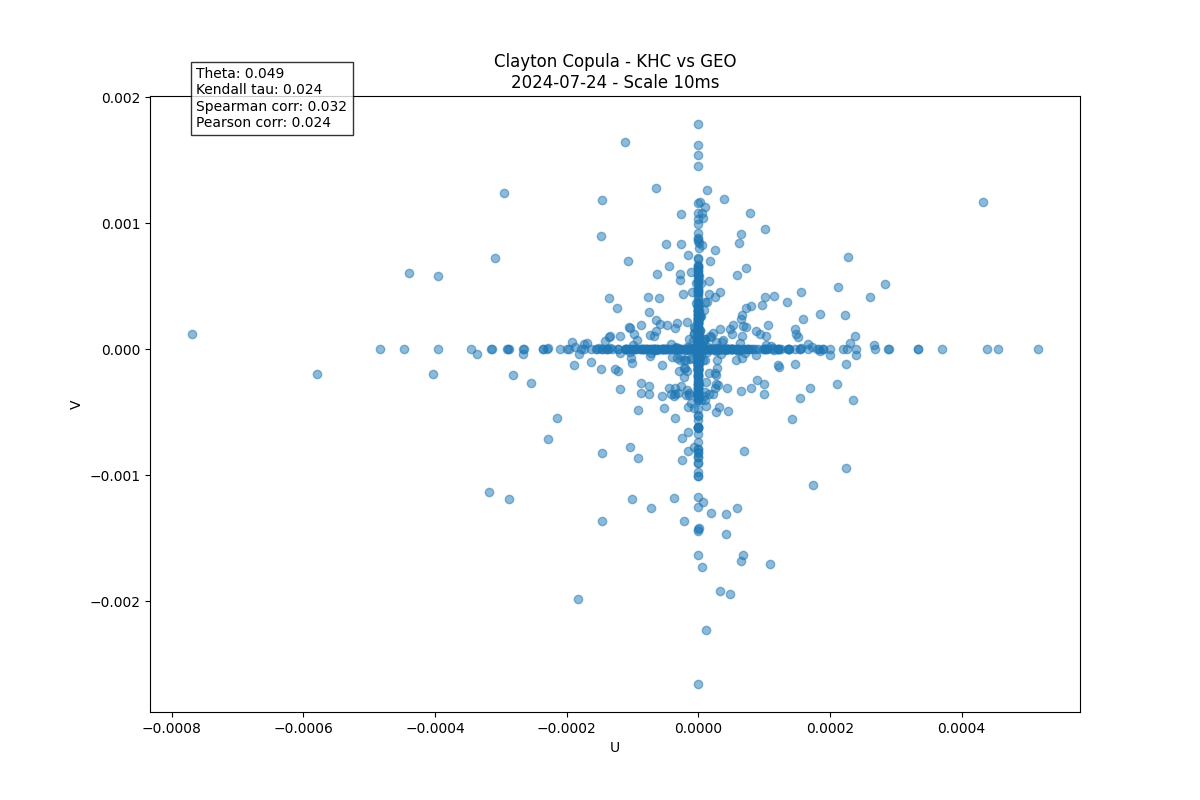 Clayton Copula - KHC vs GEO
2024-07-24 - Scale 10ms
Theta: 0.049
Kendall tau: 0.024
Spearman corr: 0.032
Pearson corr: 0.024
0.002
0.001
0.000
−0.001
−0.002
V
−0.0008
−0.0006
−0.0004
−0.0002
0.0000
0.0002
0.0004
U